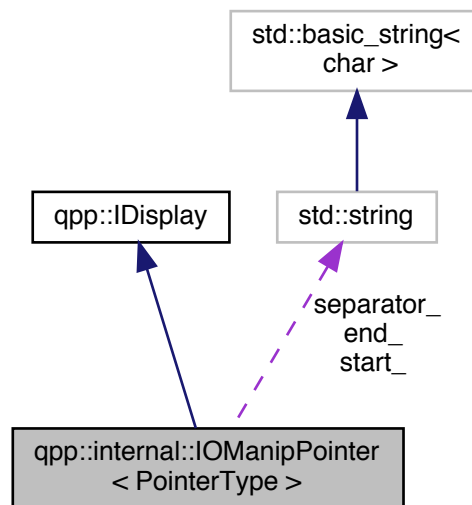 std::basic_string<
char >
qpp::IDisplay
std::string
separator_
end_
start_
qpp::internal::IOManipPointer
< PointerType >